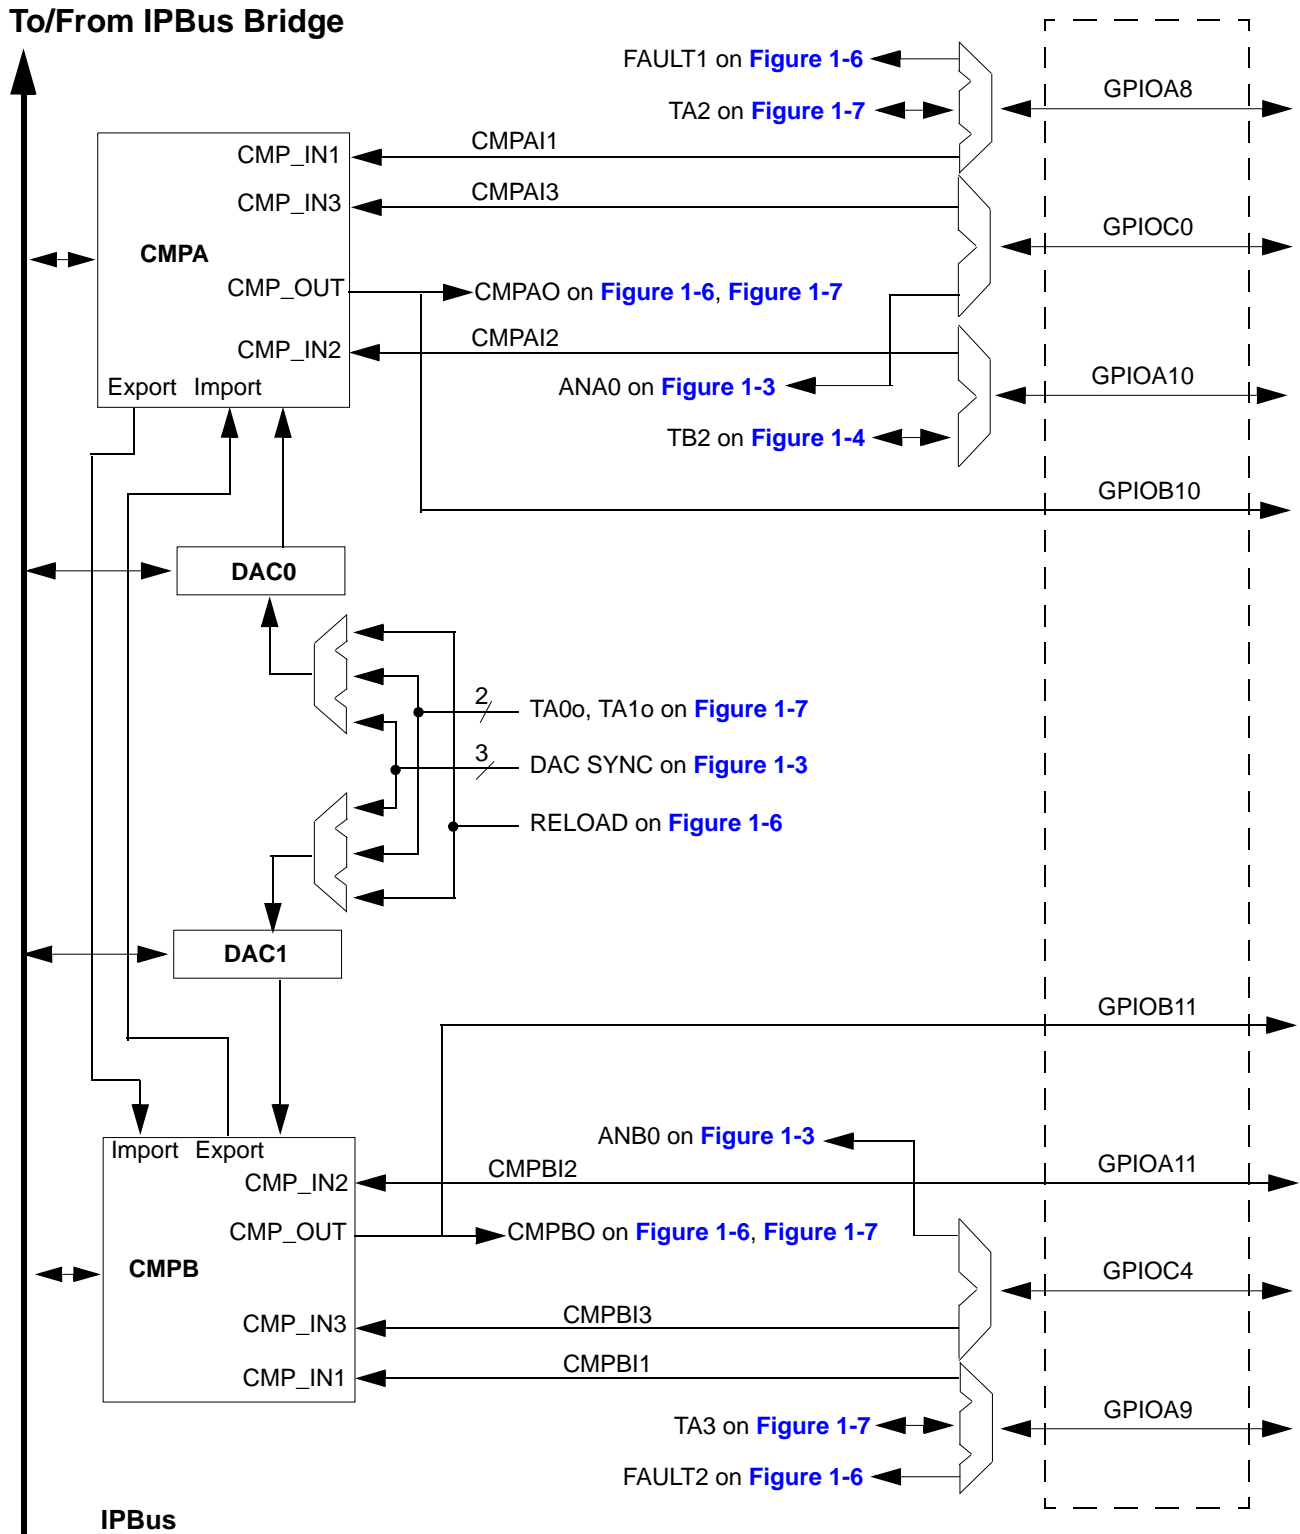 To/From IPBus Bridge
FAULT1 on Figure 1-6
GPIOA8
TA2 on Figure 1-7
CMP_IN1
CMPAI1
CMP_IN3
CMPAI3
GPIOC0
CMPA
CMP_OUT
CMPAO on Figure 1-6, Figure 1-7
CMP_IN2
CMPAI2
Export Import
ANA0 on Figure 1-3
GPIOA10
TB2 on Figure 1-4
GPIOB10
DAC0
2
TA0o, TA1o on Figure 1-7
3
DAC SYNC on Figure 1-3
RELOAD on Figure 1-6
DAC1
GPIOB11
Import Export
ANB0 on Figure 1-3
CMP_IN2
CMPBI2
GPIOA11
CMP_OUT
CMPBO on Figure 1-6, Figure 1-7
CMPB
GPIOC4
CMP_IN3
CMPBI3
CMP_IN1
CMPBI1
TA3 on Figure 1-7
GPIOA9
FAULT2 on Figure 1-6
IPBus